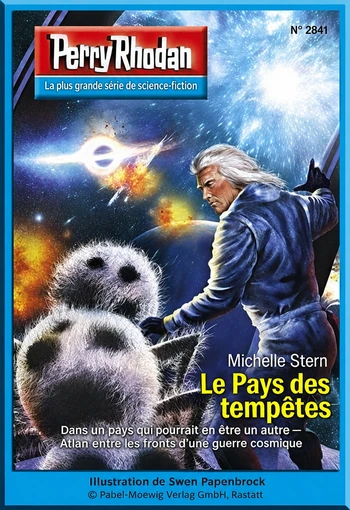 N° 2841
Perry Rhodan
La plus grande série de science-fiction
Michelle Stern
Le Pays des
tempêtes
Dans un pays qui pourrait en être un autre –
Atlan entre les fronts d'une guerre cosmique
Illustration de Swen Papenbrock
© Pabel-Moewig Verlag GmbH, Rastatt